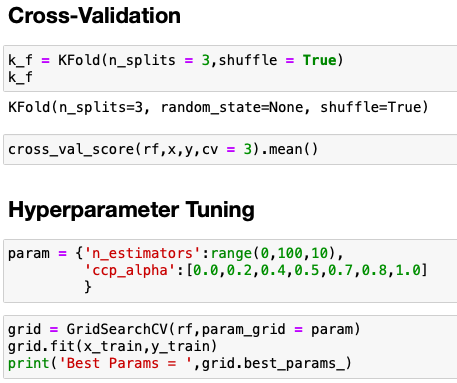 Cross-Validation
k_f = KFold(n_splits = 3,shuffle = True)
k_f
KFold(n_splits=3, random_state=None, shuffle=True)
cross_val_score(rf,x,y,cv = 3).mean()
Hyperparameter Tuning
param = {'n_estimators':range(0,100,10),
'ccp_alpha':[0.0,0.2,0.4,0.5,0.7,0.8,1.0]
}
grid = GridSearchCV(rf,param_grid = param)
grid.fit(x_train,y_train)
print('Best Params = ',grid.best_params_)